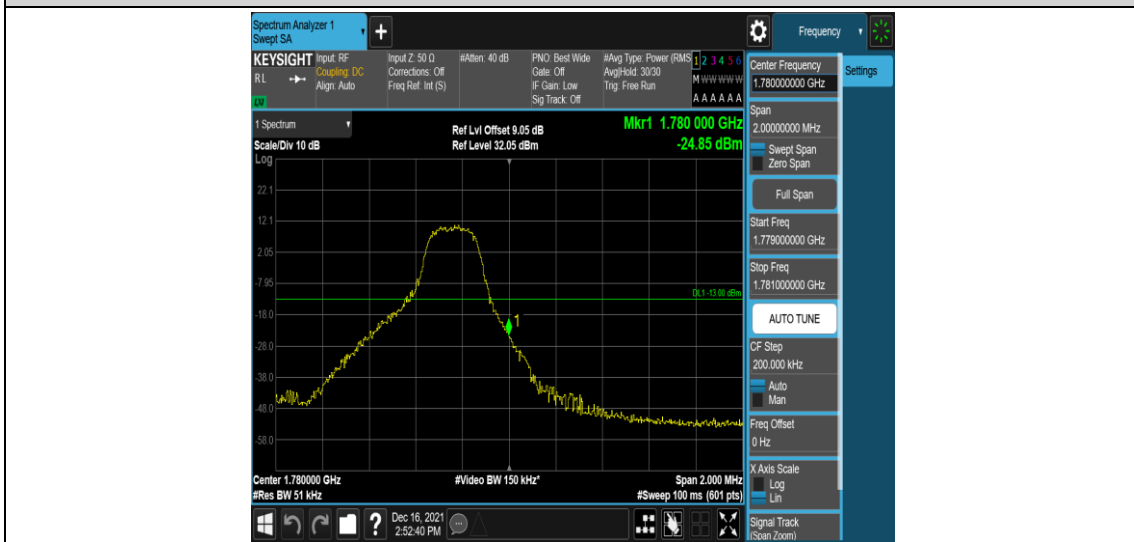 Spectrum Analyzer 1
Swept SA
+
Frequency
KEYSIGHT
RL
LXI
Input: RF
Coupling: DC
Align: Auto
Input Z: 50 Ω
Corrections: Off
Freq Ref: Int (S)
#Atten: 40 dB
PNO: Best Wide
Gate: Off
IF Gain: Low
Sig Track: Off
#Avg Type: Power (RMS
Avg|Hold: 30/30
Trig: Free Run
1 2 3 4 5 6
M W W W W W
A A A A A A
Center Frequency
1.780000000 GHz
Settings
1 Spectrum
Scale/Div 10 dB
Ref Lvl Offset 9.05 dB
Ref Level 32.05 dBm
Mkr1 1.780 000 GHz
-24.85 dBm
Log
22.1
12.1
2.05
-7.95
-18.0
-28.0
-38.0
-48.0
-58.0
DL1 -13.00 dBm
1
Span
2.00000000 MHz
Swept Span
Zero Span
Full Span
Start Freq
1.779000000 GHz
Stop Freq
1.781000000 GHz
AUTO TUNE
CF Step
200.000 kHz
Auto
Man
Freq Offset
0 Hz
X Axis Scale
Log
Lin
Signal Track
(Span Zoom)
Center 1.780000 GHz
#Res BW 51 kHz
#Video BW 150 kHz*
Span 2.000 MHz
#Sweep 100 ms (601 pts)
?
Dec 16, 2021
2:52:40 PM